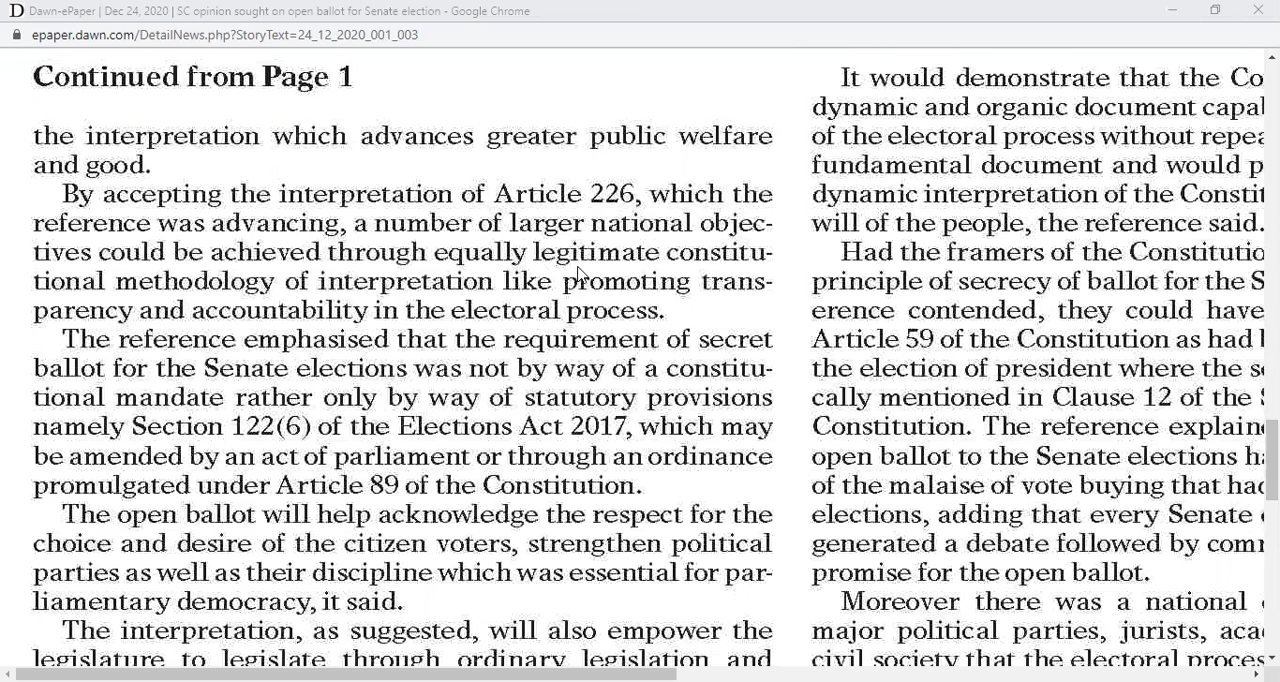 D Dawn-ePaper | Dec 24, 2020 | SC opinion sought on open ballot for Senate election - Google Chrome
epaper.dawn.com/DetailNews.php?StoryText=24_12_2020_001_003
Continued from Page 1
the interpretation which advances greater public welfare
and good.
By accepting the interpretation of Article 226, which the
reference was advancing, a number of larger national objec-
tives could be achieved through equally legitimate constitu-
tional methodology of interpretation like promoting trans-
parency and accountability in the electoral process.
The reference emphasised that the requirement of secret
ballot for the Senate elections was not by way of a constitu-
tional mandate rather only by way of statutory provisions
namely Section 122(6) of the Elections Act 2017, which may
be amended by an act of parliament or through an ordinance
promulgated under Article 89 of the Constitution.
The open ballot will help acknowledge the respect for the
choice and desire of the citizen voters, strengthen political
parties as well as their discipline which was essential for par-
liamentary democracy, it said.
The interpretation, as suggested, will also empower the
legislature to legislate through ordinary legislation and
It would demonstrate that the
dynamic and organic document
of the electoral process without
fundamental document and would
dynamic interpretation of the
will of the people, the reference said.
Had the framers of the
principle of secrecy of ballot for the
erence contended, they could have
Article 59 of the Constitution as had
the election of president where the
cally mentioned in Clause 12 of the
Constitution. The reference
open ballot to the Senate elections
of the malaise of vote buying that
elections, adding that every Senate
generated a debate followed by
promise for the open ballot.
Moreover there was a national
major political parties, jurists,
civil society that the electoral